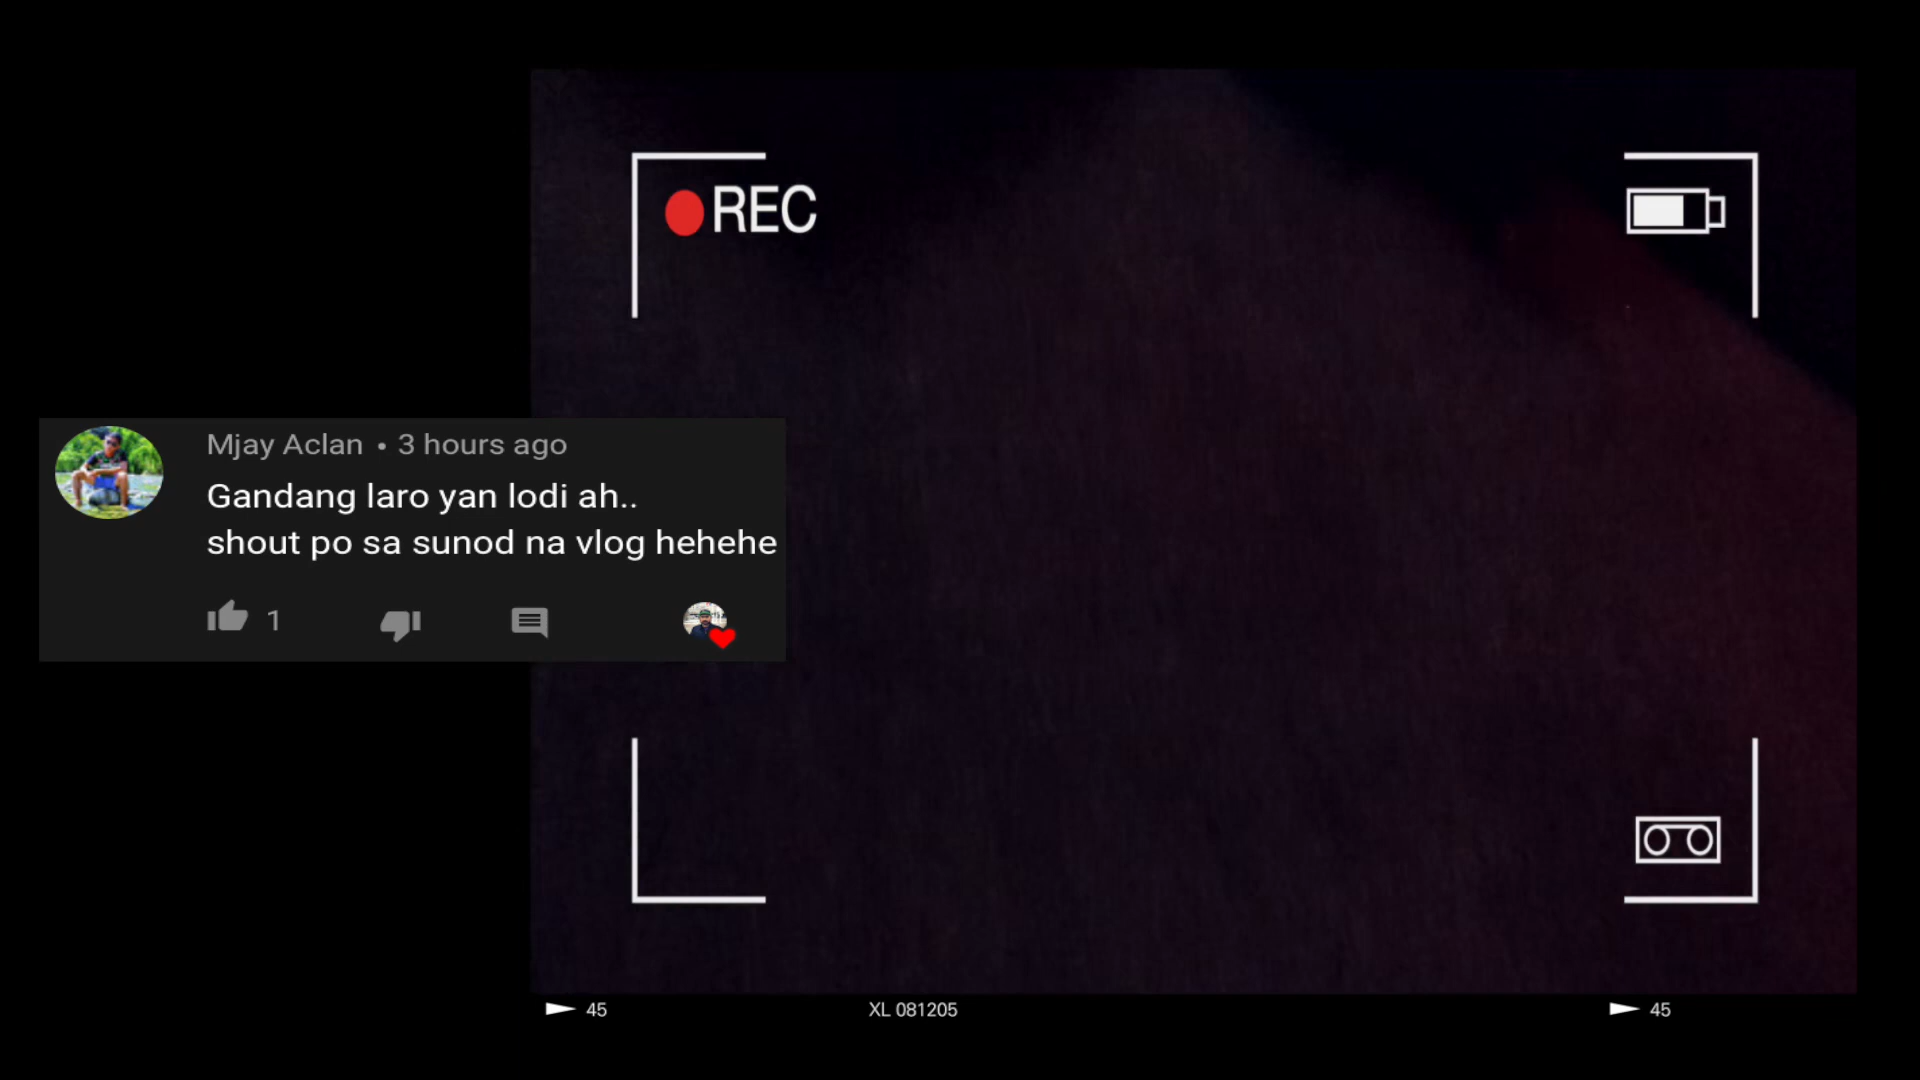 REC
Mjay Aclan • 3 hours ago
Gandang laro yan lodi ah..
shout po sa sunod na vlog hehehe
1
45
XL 081205
45